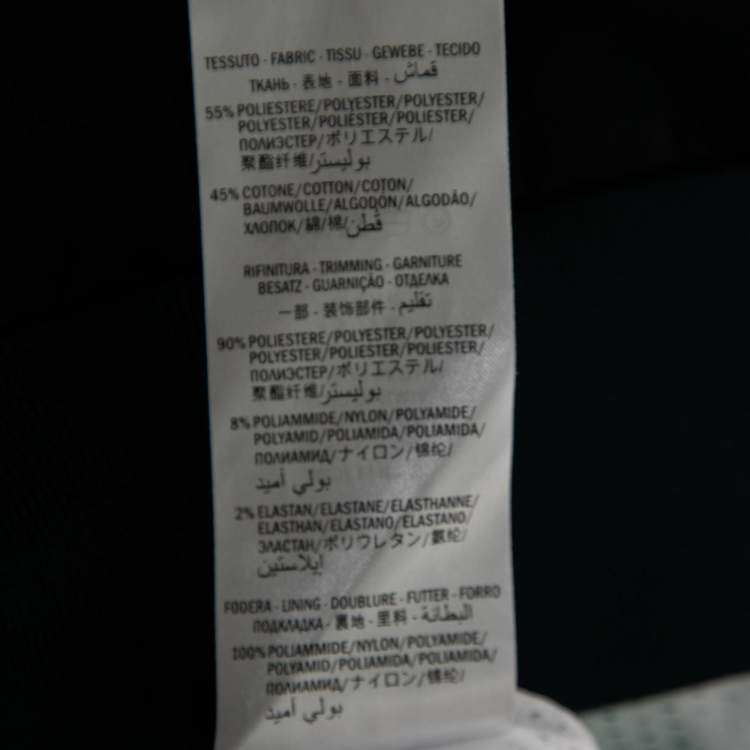 TESSUTO - FABRIC - TISSU - GEWEBE - TECIDO
ТКАНЬ - 表地 - 面料 - قماش
55% POLIESTERE/POLYESTER/POLYESTER/
POLYESTER/POLIÉSTER/POLIESTER/
ПОЛИЭСТЕР/ポリエステル/
聚酯纤维/بوليستر
45% COTONE/COTTON/COTON/
BAUMWOLLE/ALGODÓN/ALGODÃO/
ХЛОПОК/綿/棉/قطن
RIFINITURA - TRIMMING - GARNITURE
BESATZ - GUARNIÇÃO - ОТДЕЛКА
一部 - 装饰部件 - تقليم
90% POLIESTERE/POLYESTER/POLYESTER/
POLYESTER/POLIESTER/POLIESTER/
ПОЛИЭСТЕР/ポリエステル/
聚酯纤维/بوليستر
8% POLIAMMIDE/NYLON/POLYAMIDE/
POLYAMID/POLIAMIDA/POLIAMIDA/
ПОЛИАМИД/ナイロン/锦纶/
بولي أميد
2% ELASTAN/ELASTANE/ELASTHANNE/
ELASTHAN/ELASTANO/ELASTANO/
ЭЛАСТАН/ポリウレタン/氨纶/
إيلاستين
FODERA - LINING - DOUBLURE - FUTTER - FORRO
ПОДКЛАДКА - 裏地 - 里料 - البطانة
100% POLIAMMIDE/NYLON/POLYAMIDE/
POLYAMID/POLIAMIDA/POLIAMIDA/
ПОЛИАМИД/ナイロン/锦纶/
بولي أميد